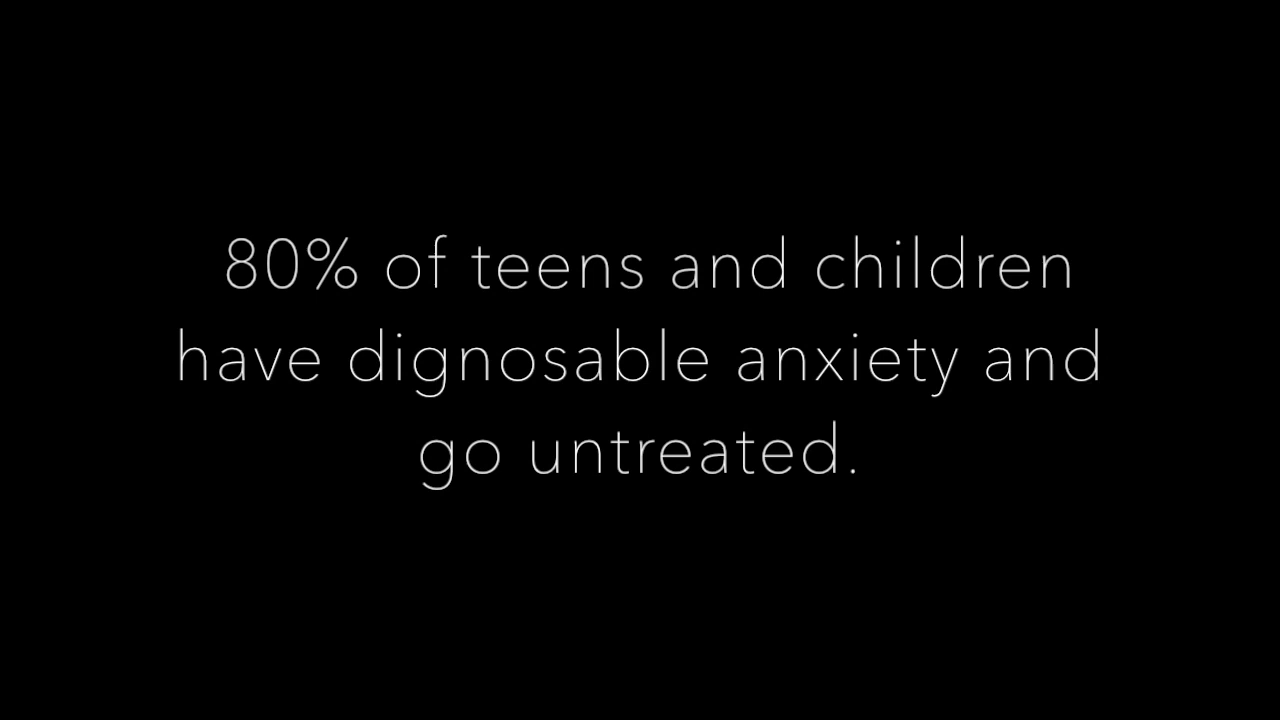 80% of teens and children
have dignosable anxiety and
go untreated.